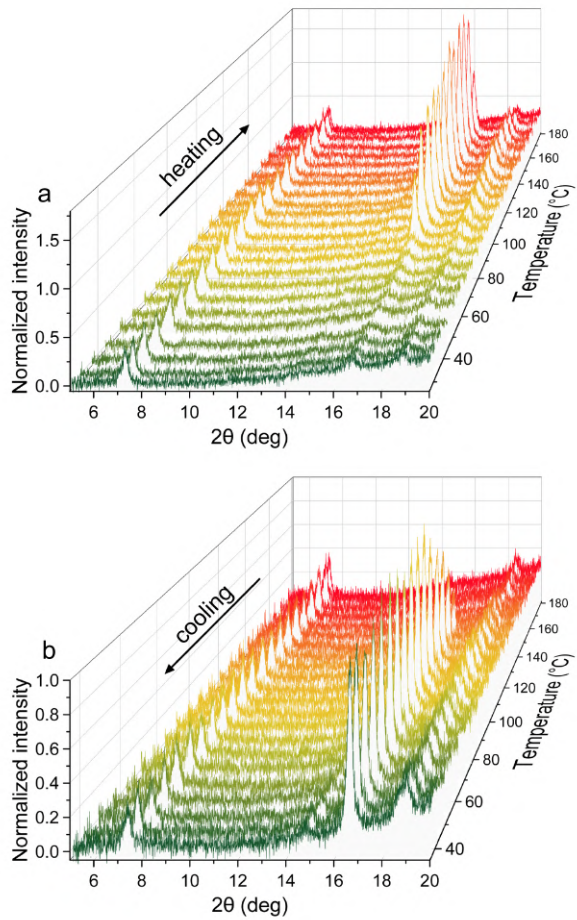 a
heating
Normalized intensity
1.5
1.0
0.5
0.0
6 8 10 12 14 16 18 20
2θ (deg)
40 60 80 100 120 140 160 180
Temperature (°C)
b
cooling
Normalized intensity
1.0
0.8
0.6
0.4
0.2
0.0
6 8 10 12 14 16 18 20
2θ (deg)
40 60 80 100 120 140 160 180
Temperature (°C)